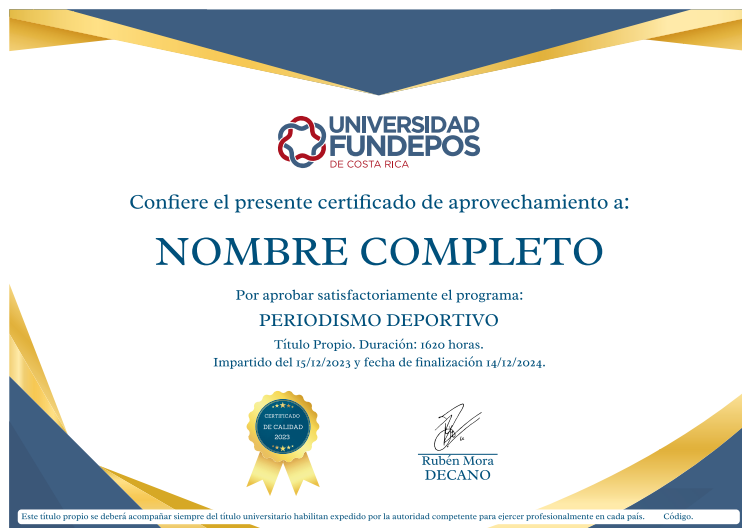 UNIVERSIDAD
FUNDEPOS
DE COSTA RICA
Confiere el presente certificado de aprovechamiento a:
NOMBRE COMPLETO
Por aprobar satisfactoriamente el programa:
PERIODISMO DEPORTIVO
Título Propio. Duración: 1620 horas.
Impartido del 15/12/2023 y fecha de finalización 14/12/2024.
CERTIFICADO
DE CALIDAD
2023
Rubén Mora
DECANO
Este título propio se deberá acompañar siempre del título universitario habilitan expedido por la autoridad competente para ejercer profesionalmente en cada país. Código.